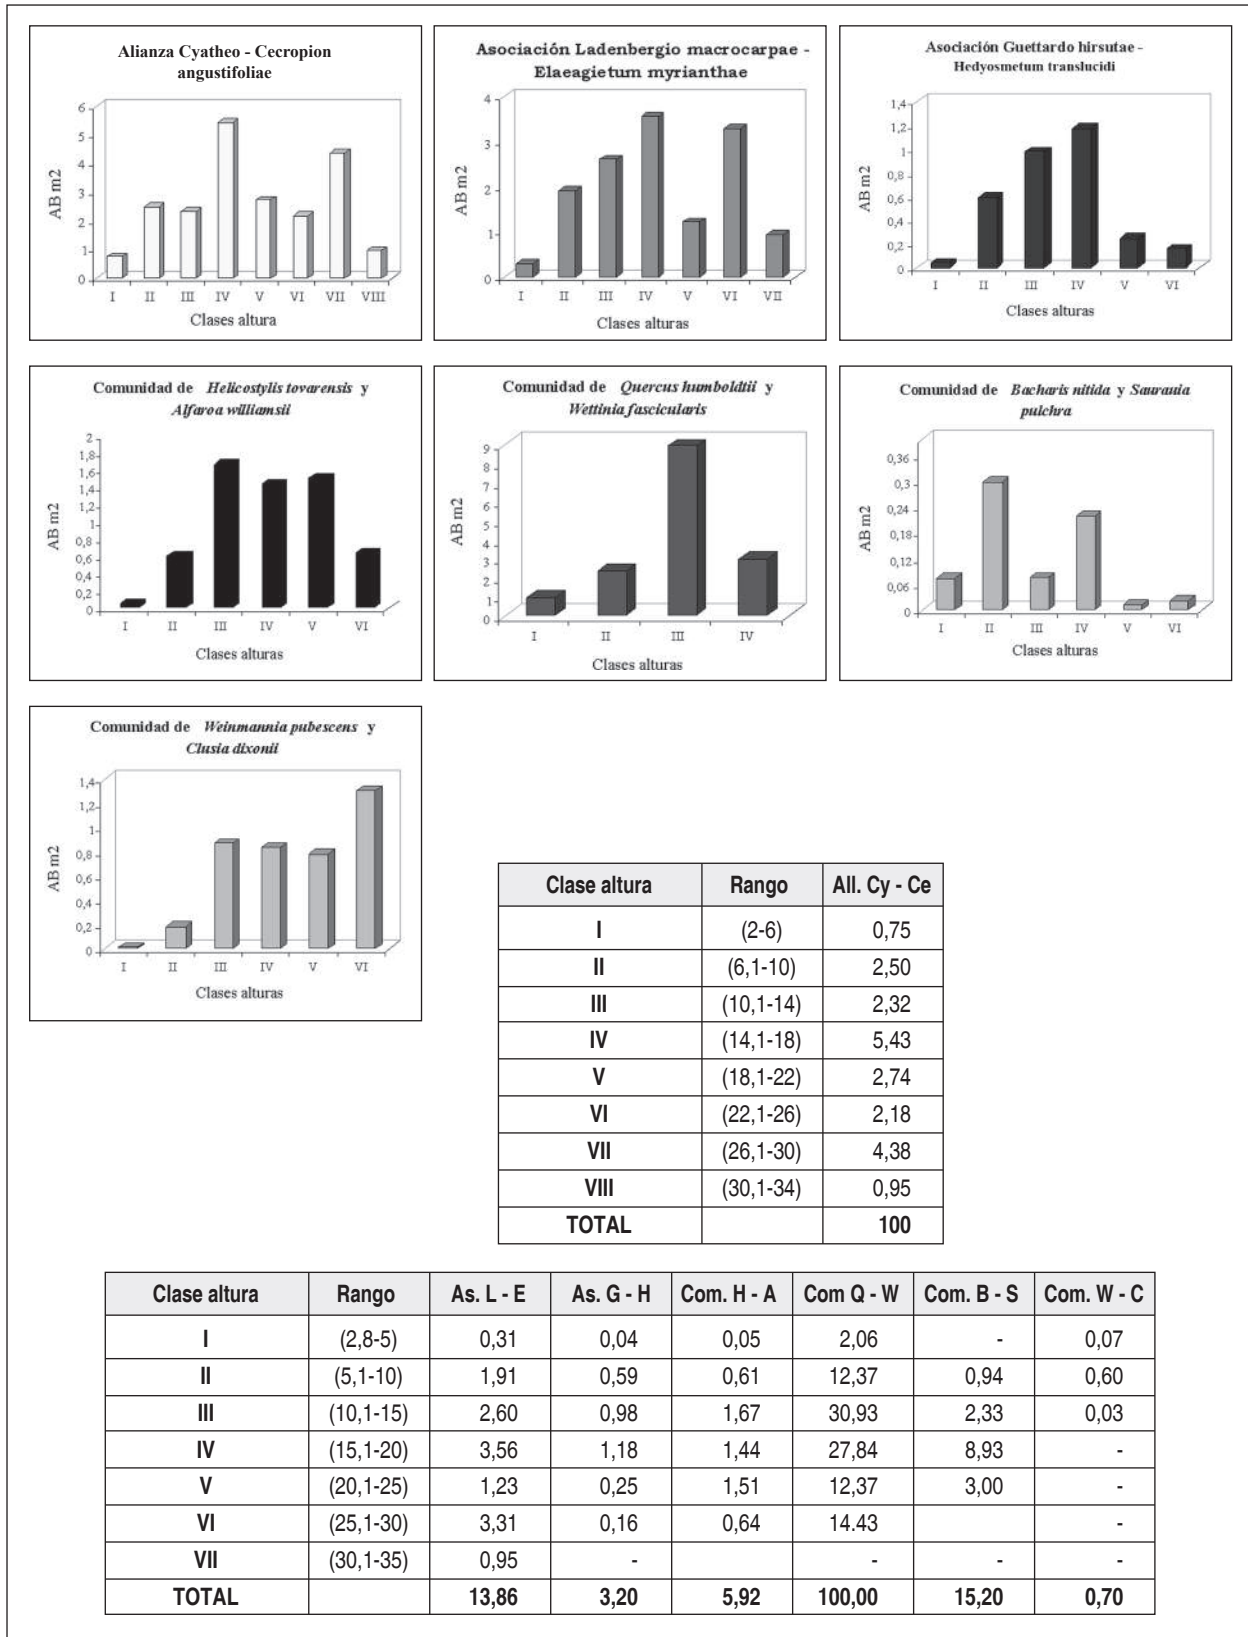 Alianza Cyatheo - Cecropion
angustifoliae
6
5
4
3
2
1
0
AB m2
I II III IV V VI VII VIII
Clases altura
Asociación Ladenbergio macrocarpae -
Elaeagietum myrianthae
4
3
2
1
0
AB m2
I II III IV V VI VII
Clases alturas
Asociación Guettardo hirsutae -
Hedyosmetum translucidi
1,4
1,2
1
0,8
0,6
0,4
0,2
0
AB m2
I II III IV V VI
Clases alturas
Comunidad de Helicostylis tovarensis y
Alfaroa williamsii
2
1,8
1,6
1,4
1,2
1
0,8
0,6
0,4
0,2
0
AB m2
I II III IV V VI
Clases alturas
Comunidad de Quercus humboldtii y
Wettinia fascicularis
9
8
7
6
5
4
3
2
1
0
AB m2
I II III IV
Clases alturas
Comunidad de Bacharis nitida y Saurauia
pulchra
0,36
0,3
0,24
0,18
0,12
0,06
0
AB m2
I II III IV V VI
Clases alturas
Comunidad de Weinmannia pubescens y
Clusia dixonii
1,4
1,2
1
0,8
0,6
0,4
0,2
0
AB m2
I II III IV V VI
Clases alturas
Clase altura Rango All. Cy - Ce
I (2-6) 0,75
II (6,1-10) 2,50
III (10,1-14) 2,32
IV (14,1-18) 5,43
V (18,1-22) 2,74
VI (22,1-26) 2,18
VII (26,1-30) 4,38
VIII (30,1-34) 0,95
TOTAL 100
Clase altura Rango As. L - E As. G - H Com. H - A Com Q - W Com. B - S Com. W - C
I (2,8-5) 0,31 0,04 0,05 2,06 - 0,07
II (5,1-10) 1,91 0,59 0,61 12,37 0,94 0,60
III (10,1-15) 2,60 0,98 1,67 30,93 2,33 0,03
IV (15,1-20) 3,56 1,18 1,44 27,84 8,93 -
V (20,1-25) 1,23 0,25 1,51 12,37 3,00 -
VI (25,1-30) 3,31 0,16 0,64 14.43 -
VII (30,1-35) 0,95 - - - -
TOTAL 13,86 3,20 5,92 100,00 15,20 0,70